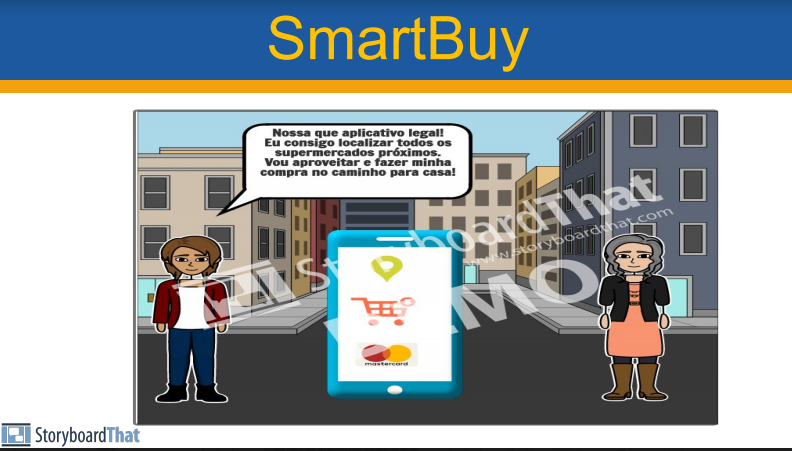 SmartBuy
Nossa que aplicativo legal!
Eu consigo localizar todos os
supermercados próximos.
Vou aproveitar e fazer minha
compra no caminho para casa!
StoryboardThat
www.storyboardthat.com
DEMO
mastercard
StoryboardThat